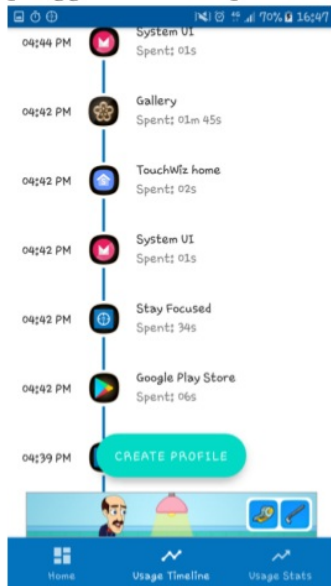 70% 16:47
04:44 PM
System UI
Spent: 01s
04:42 PM
Gallery
Spent: 01m 45s
04:42 PM
TouchWiz home
Spent: 02s
04:42 PM
System UI
Spent: 01s
04:42 PM
Stay Focused
Spent: 34s
04:42 PM
Google Play Store
Spent: 06s
04:39 PM
CREATE PROFILE
Home
Usage Timeline
Usage Stats